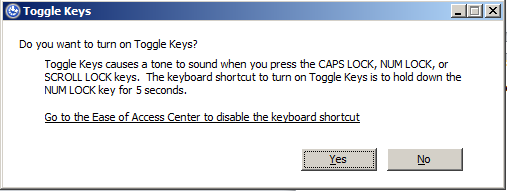 Toggle Keys
Do you want to turn on Toggle Keys?
Toggle Keys causes a tone to sound when you press the CAPS LOCK, NUM LOCK, or
SCROLL LOCK keys.  The keyboard shortcut to turn on Toggle Keys is to hold down the
NUM LOCK key for 5 seconds.
Go to the Ease of Access Center to disable the keyboard shortcut
Yes No